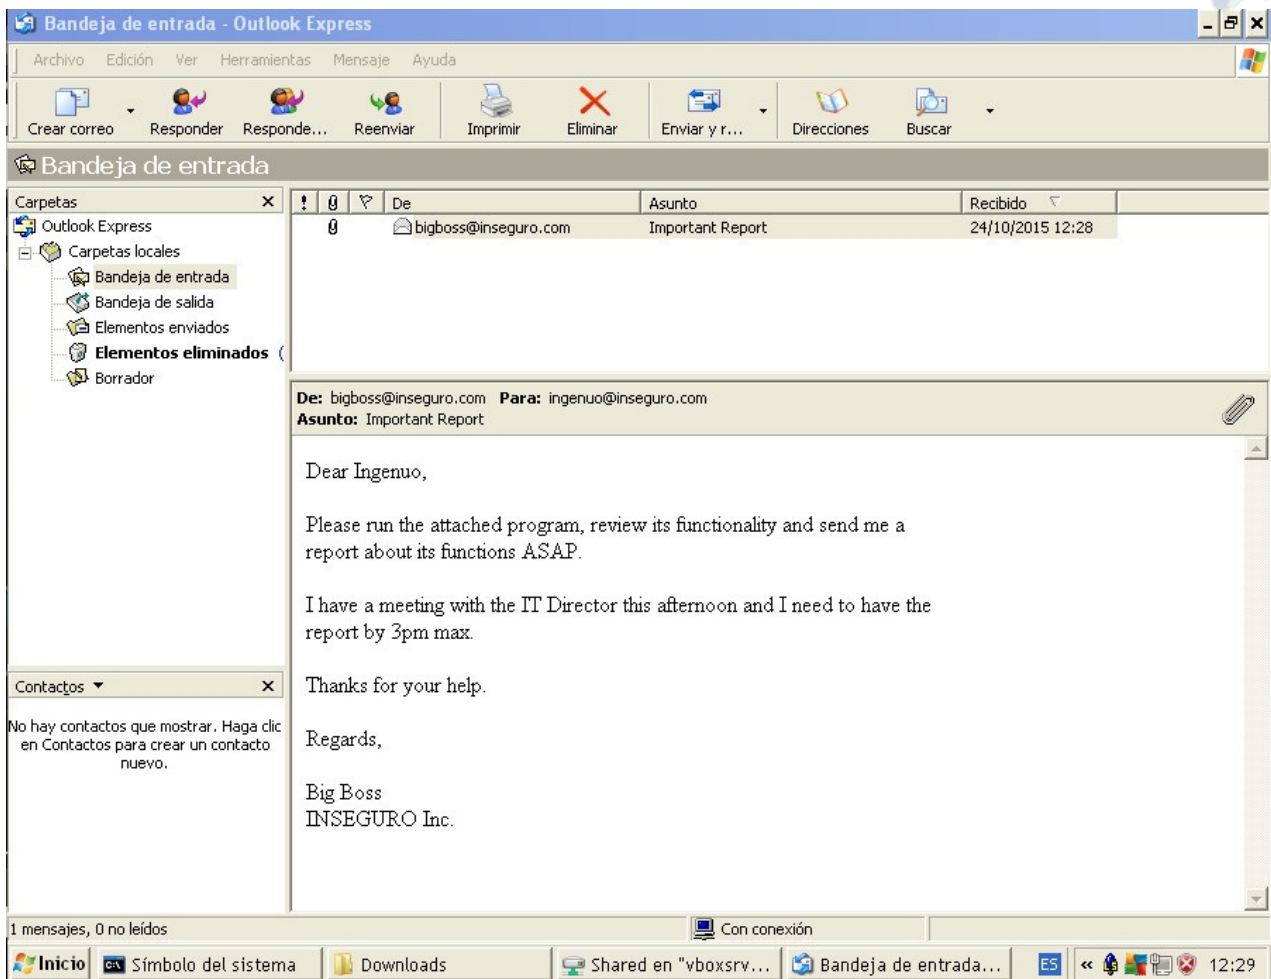 Bandeja de entrada - Outlook Express
Archivo Edición Ver Herramientas Mensaje Ayuda
Crear correo Responder Responde... Reenviar Imprimir Eliminar Enviar y r... Direcciones Buscar
Bandeja de entrada
Carpetas
! De Asunto Recibido
Outlook Express
bigboss@inseguro.com Important Report 24/10/2015 12:28
Carpetas locales
Bandeja de entrada
Bandeja de salida
Elementos enviados
Elementos eliminados (
Borrador
De: bigboss@inseguro.com Para: ingenuo@inseguro.com
Asunto: Important Report
Dear Ingenuo,
Please run the attached program, review its functionality and send me a
report about its functions ASAP.
I have a meeting with the IT Director this afternoon and I need to have the
report by 3pm max.
Thanks for your help.
Regards,
Big Boss
INSEGURO Inc.
Contactos
No hay contactos que mostrar. Haga clic
en Contactos para crear un contacto
nuevo.
1 mensajes, 0 no leídos
Con conexión
Inicio Símbolo del sistema Downloads Shared en "vboxsrv... Bandeja de entrada... ES « 12:29